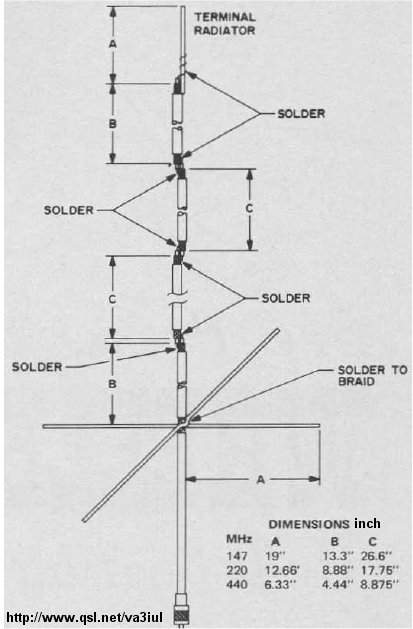 TERMINAL
RADIATOR
A
SOLDER
B
SOLDER
C
C
SOLDER
SOLDER
SOLDER TO
BRAID
B
A
DIMENSIONS inch
MHz A B C
147 19" 13.3" 26.6"
220 12.66' 8.88" 17.75"
440 6.33" 4.44" 8.875"
http://www.qsl.net/va3iul